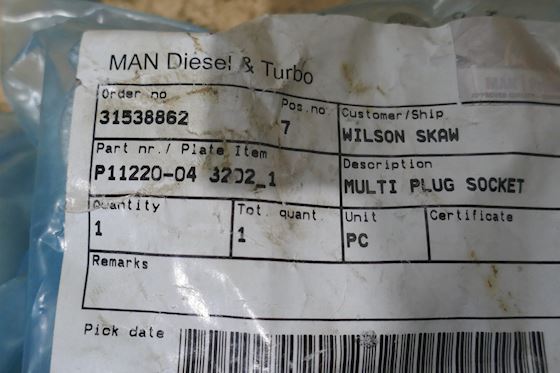 MAN Diesel & Turbo
Order no
31538862
Pos.no
7
Customer/Ship
WILSON SKAW
Part nr./ Plate Item
P11220-04 3202_1
Description
MULTI PLUG SOCKET
Quantity
1
Tot. quant
1
Unit
PC
Certificate
Remarks
Pick date